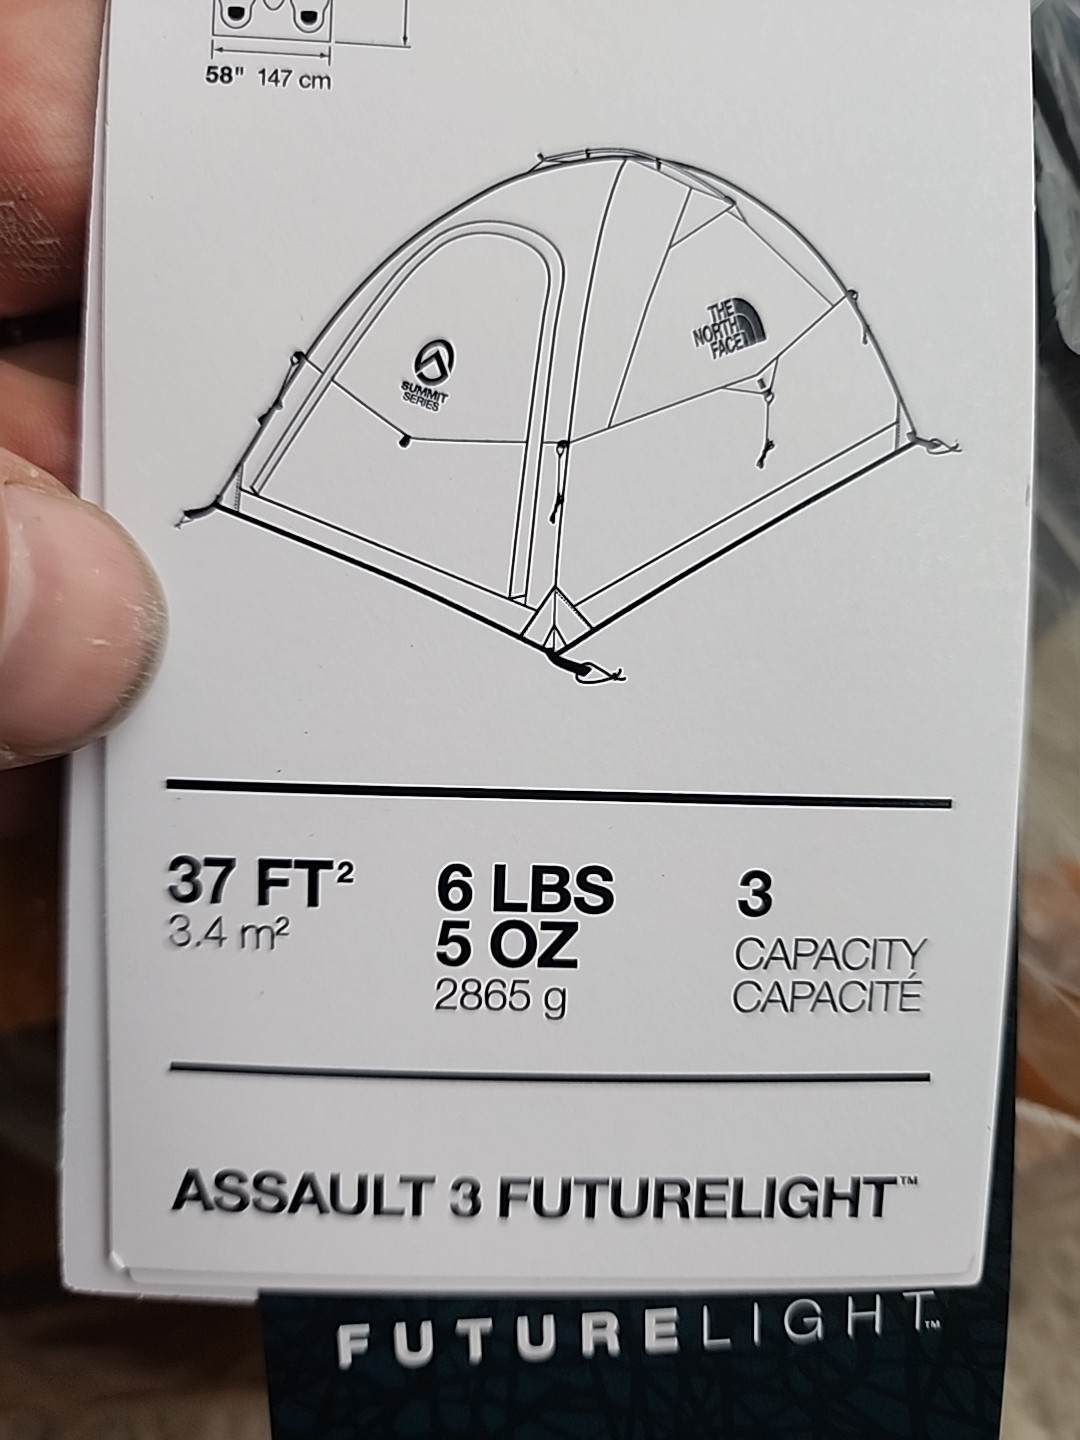 58" 147 cm
SUMMIT
SERIES
THE
NORTH
FACE
37 FT²
3.4 m²
6 LBS
5 OZ
2865 g
3
CAPACITY
CAPACITÉ
ASSAULT 3 FUTURELIGHT™
FUTURELIGHT™